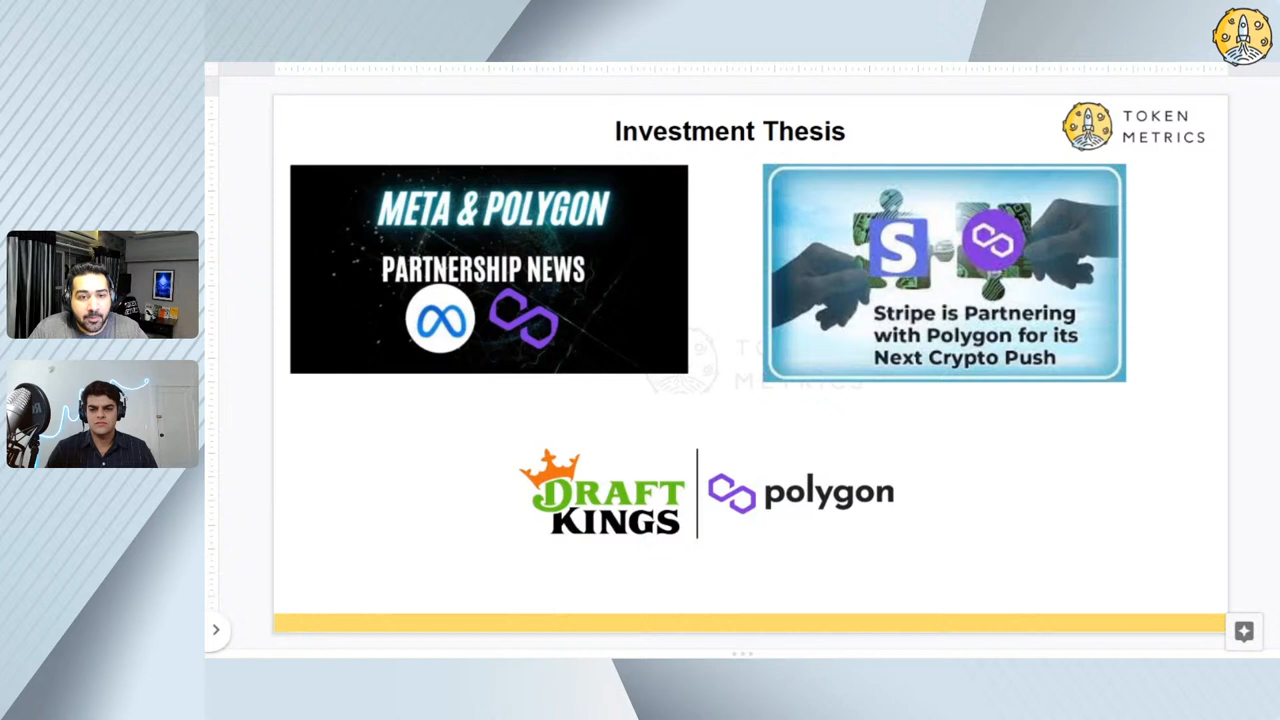 Investment Thesis
TOKEN
METRICS
META & POLYGON
PARTNERSHIP NEWS
S
Stripe is Partnering
with Polygon for its
Next Crypto Push
DRAFT
KINGS
polygon